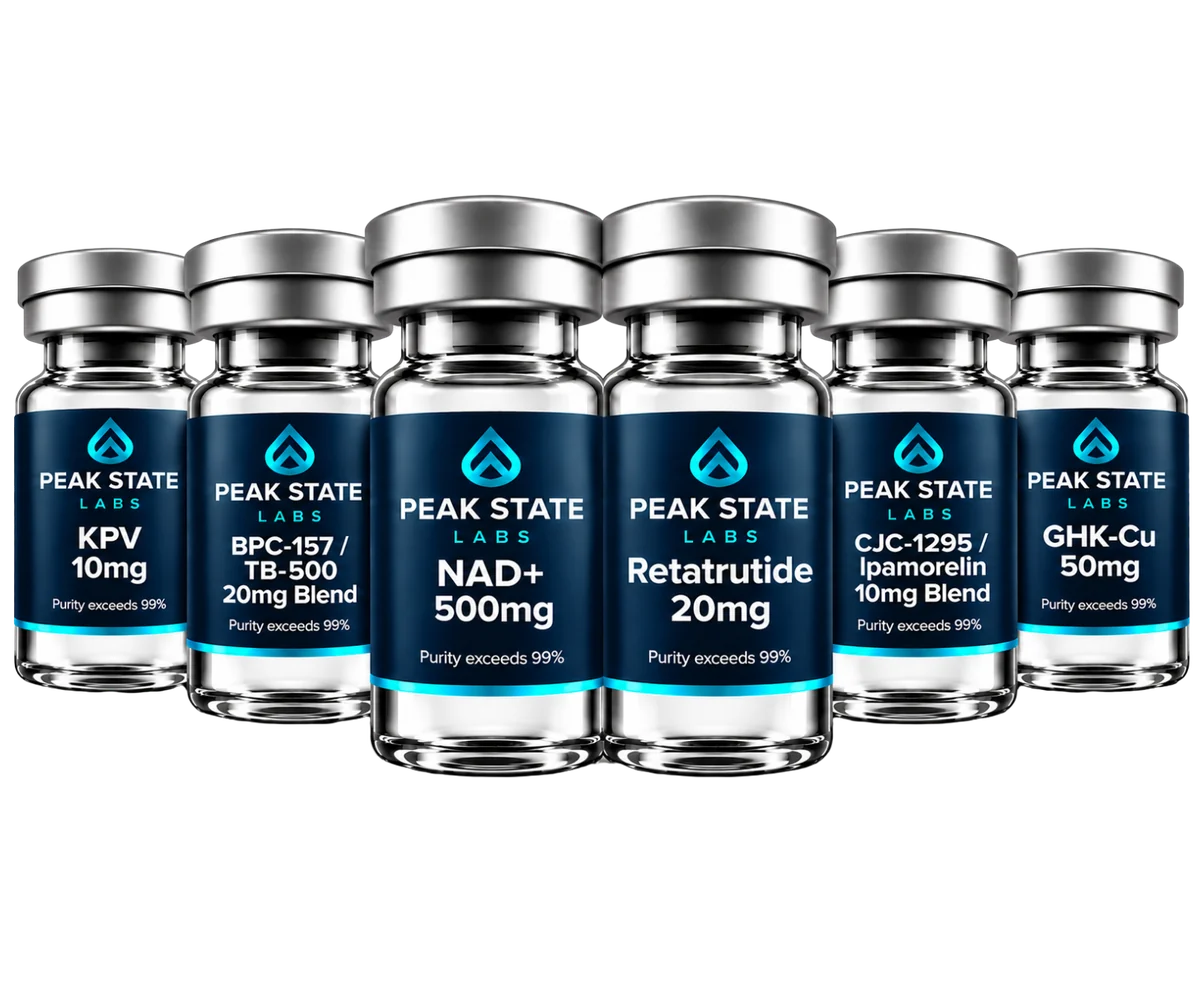 PEAK STATE
LABS
KPV
10mg
Purity exceeds 99%
PEAK STATE
LABS
BPC-157 /
TB-500
20mg Blend
Purity exceeds 99%
PEAK STATE
LABS
NAD+
500mg
Purity exceeds 99%
PEAK STATE
LABS
Retatrutide
20mg
Purity exceeds 99%
PEAK STATE
LABS
CJC-1295 /
Ipamorelin
10mg Blend
Purity exceeds 99%
PEAK STATE
LABS
GHK-Cu
50mg
Purity exceeds 99%